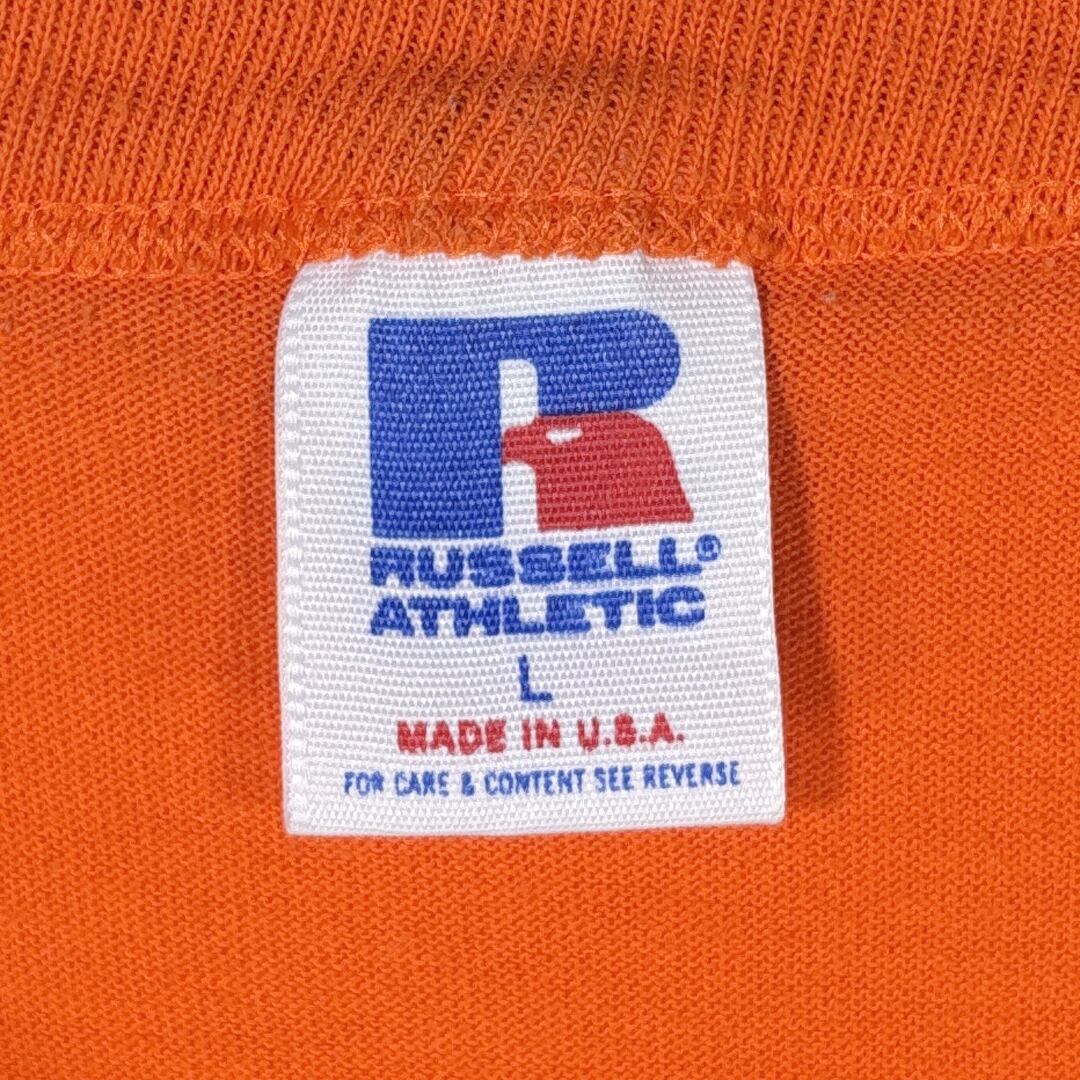 R
RUSSELL®
ATHLETIC
L
MADE IN U.S.A.
FOR CARE & CONTENT SEE REVERSE